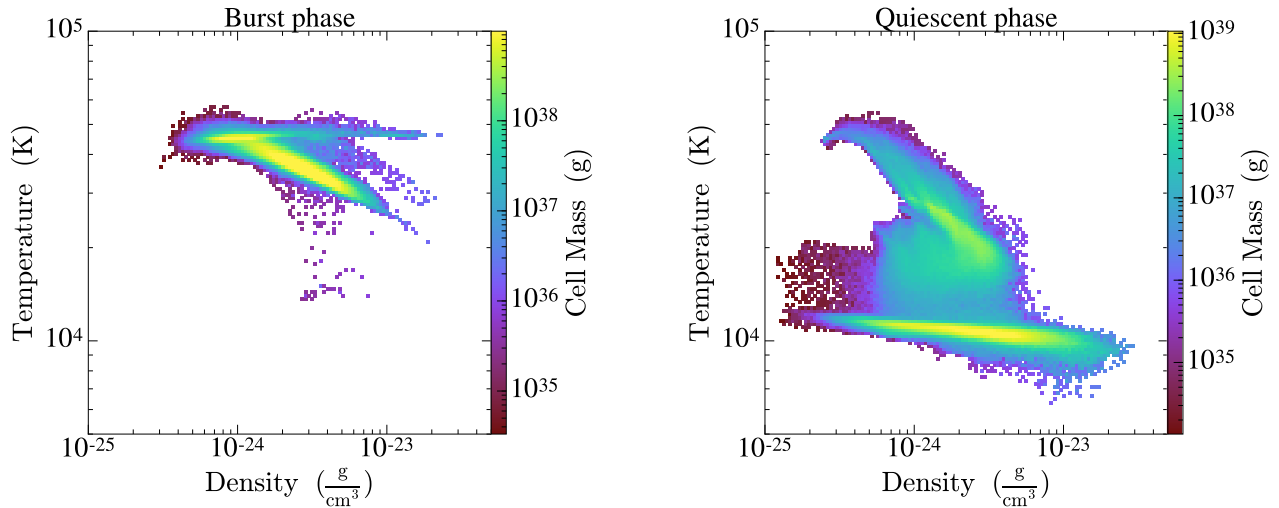 Burst phase
10^5
10^4
Temperature (K)
10^-25
10^-24
10^-23
Density (g/cm^3)
10^38
10^37
10^36
10^35
Cell Mass (g)
Quiescent phase
10^5
10^4
Temperature (K)
10^-25
10^-24
10^-23
Density (g/cm^3)
10^39
10^38
10^37
10^36
10^35
Cell Mass (g)